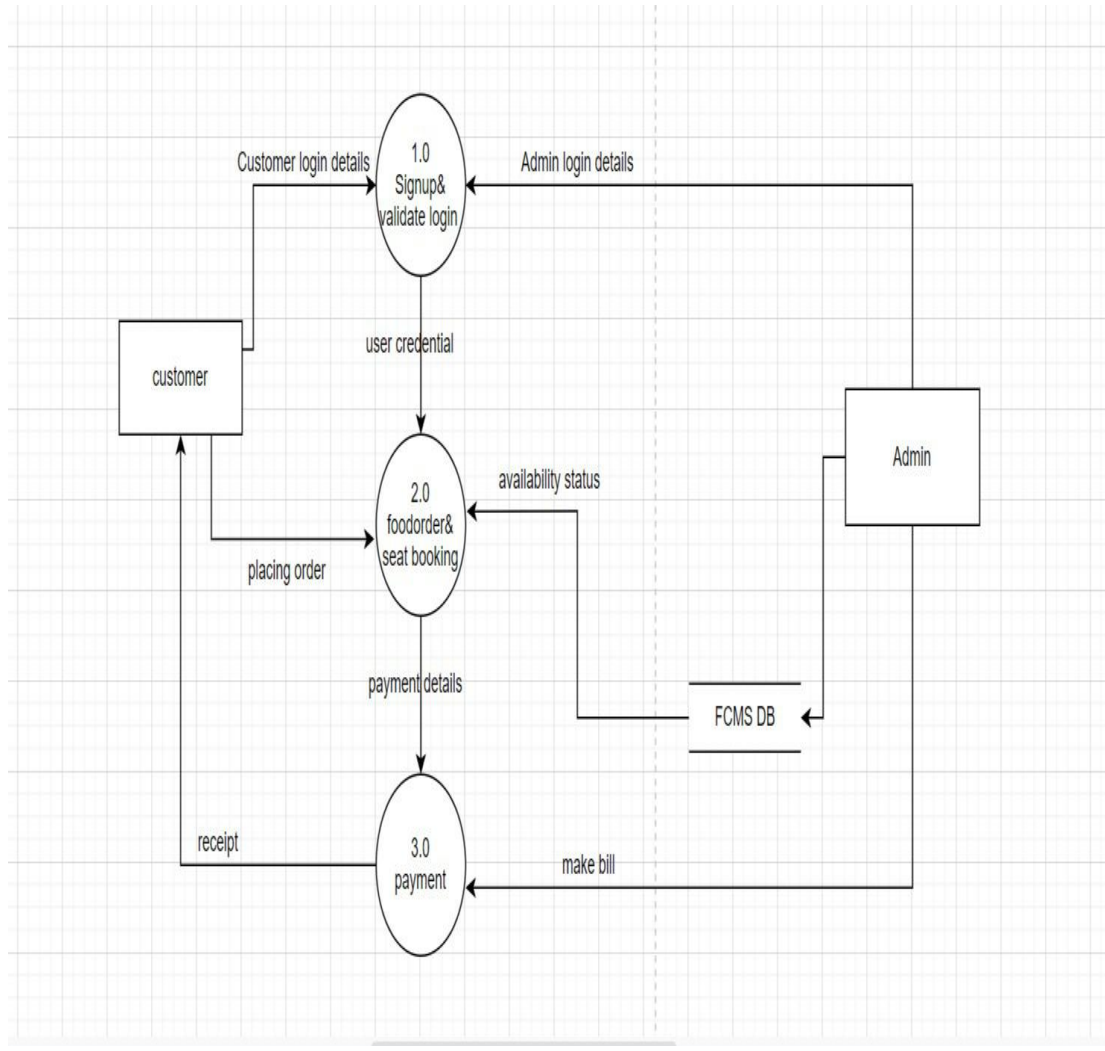 1.0
Signup&
validate login
Customer login details
Admin login details
user credential
customer
Admin
2.0
foodorder&
seat booking
availability status
placing order
payment details
FCMS DB
receipt
3.0
payment
make bill